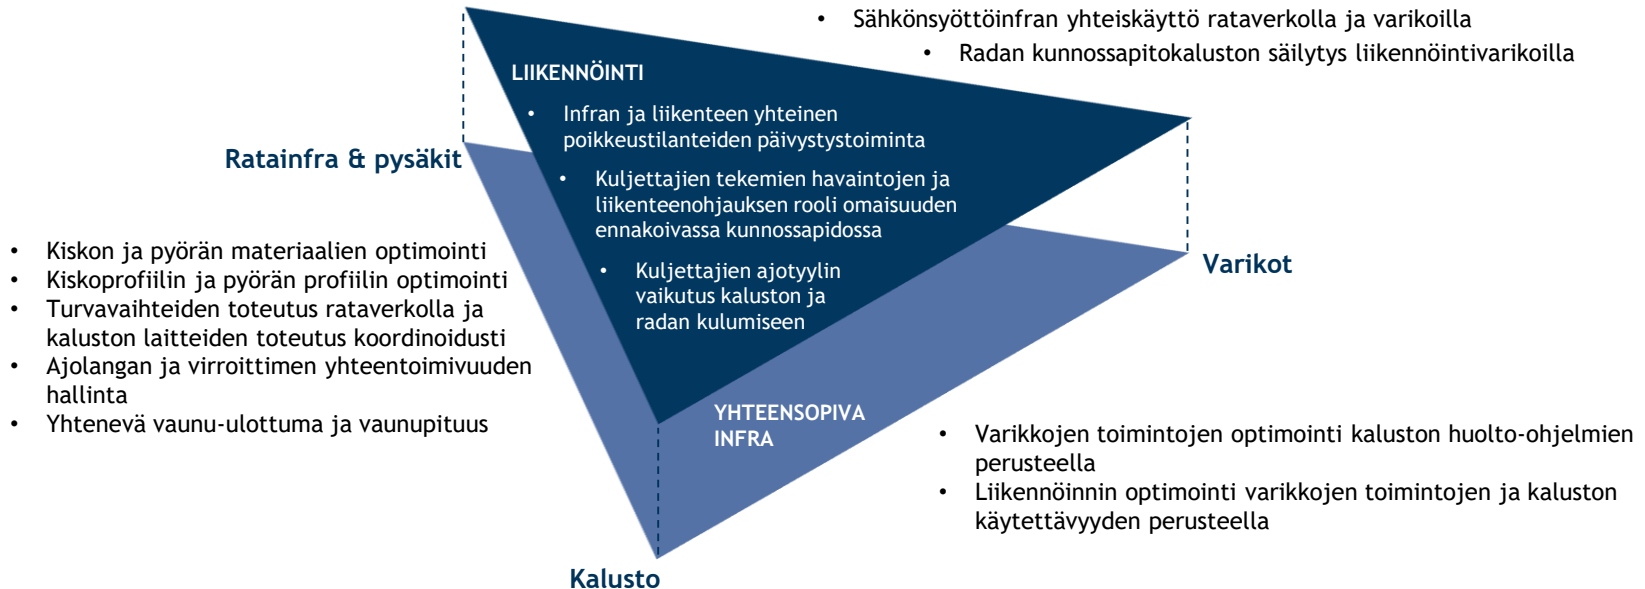 • Sähkönsyöttöinfran yhteiskäyttö rataverkolla ja varikoilla
• Radan kunnossapitokaluston säilytys liikennöintivarikoilla
LIIKENNÖINTI
• Infran ja liikenteen yhteinen
poikkeustilanteiden päivystystoiminta
• Kuljettajien tekemien havaintojen ja
liikenteenohjauksen rooli omaisuuden
ennakoivassa kunnossapidossa
• Kuljettajien ajotyylin
vaikutus kaluston ja
radan kulumiseen
Ratainfra & pysäkit
• Kiskon ja pyörän materiaalien optimointi
• Kiskoprofiilin ja pyörän profiilin optimointi
• Turvavaihteiden toteutus rataverkolla ja
kaluston laitteiden toteutus koordinoidusti
• Ajolangan ja virroittimen yhteentoimivuuden
hallinta
• Yhtenevä vaunu-ulottuma ja vaunupituus
Varikot
YHTEENSOPIVA
INFRA
• Varikkojen toimintojen optimointi kaluston huolto-ohjelmien
perusteella
• Liikennöinnin optimointi varikkojen toimintojen ja kaluston
käytettävyyden perusteella
Kalusto